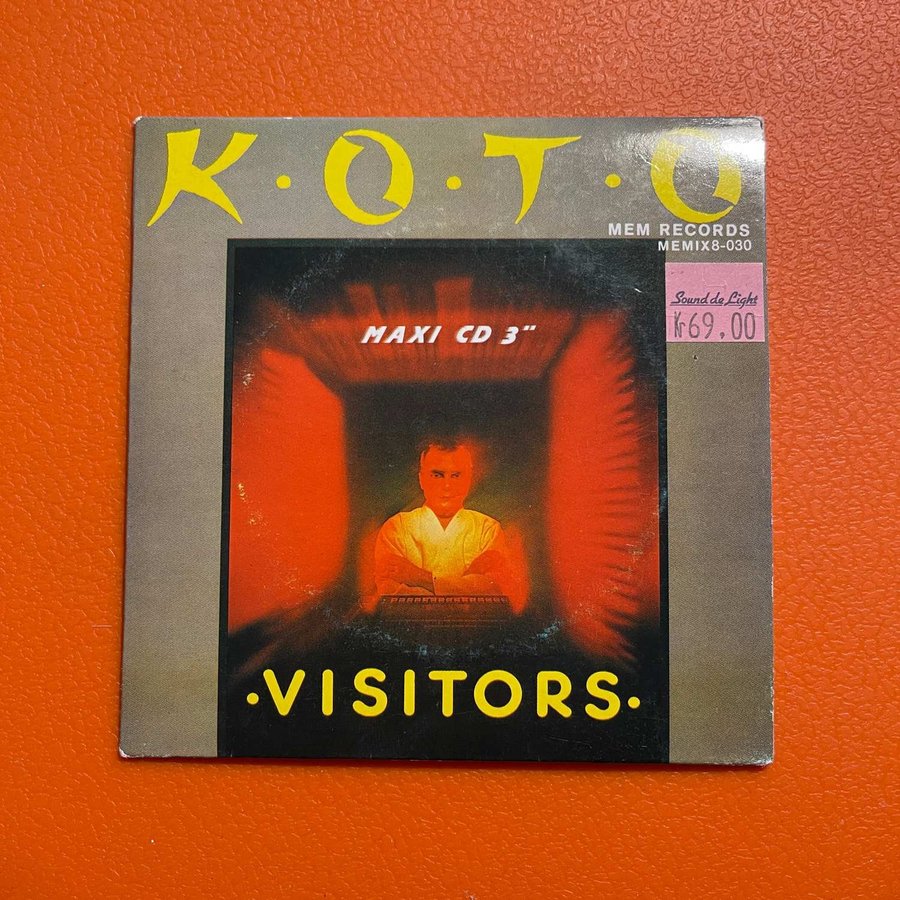 K·O·T·O
MEM RECORDS
MEMIX8-030
Sound de Light
Kr69.00
MAXI CD 3"
·VISITORS·